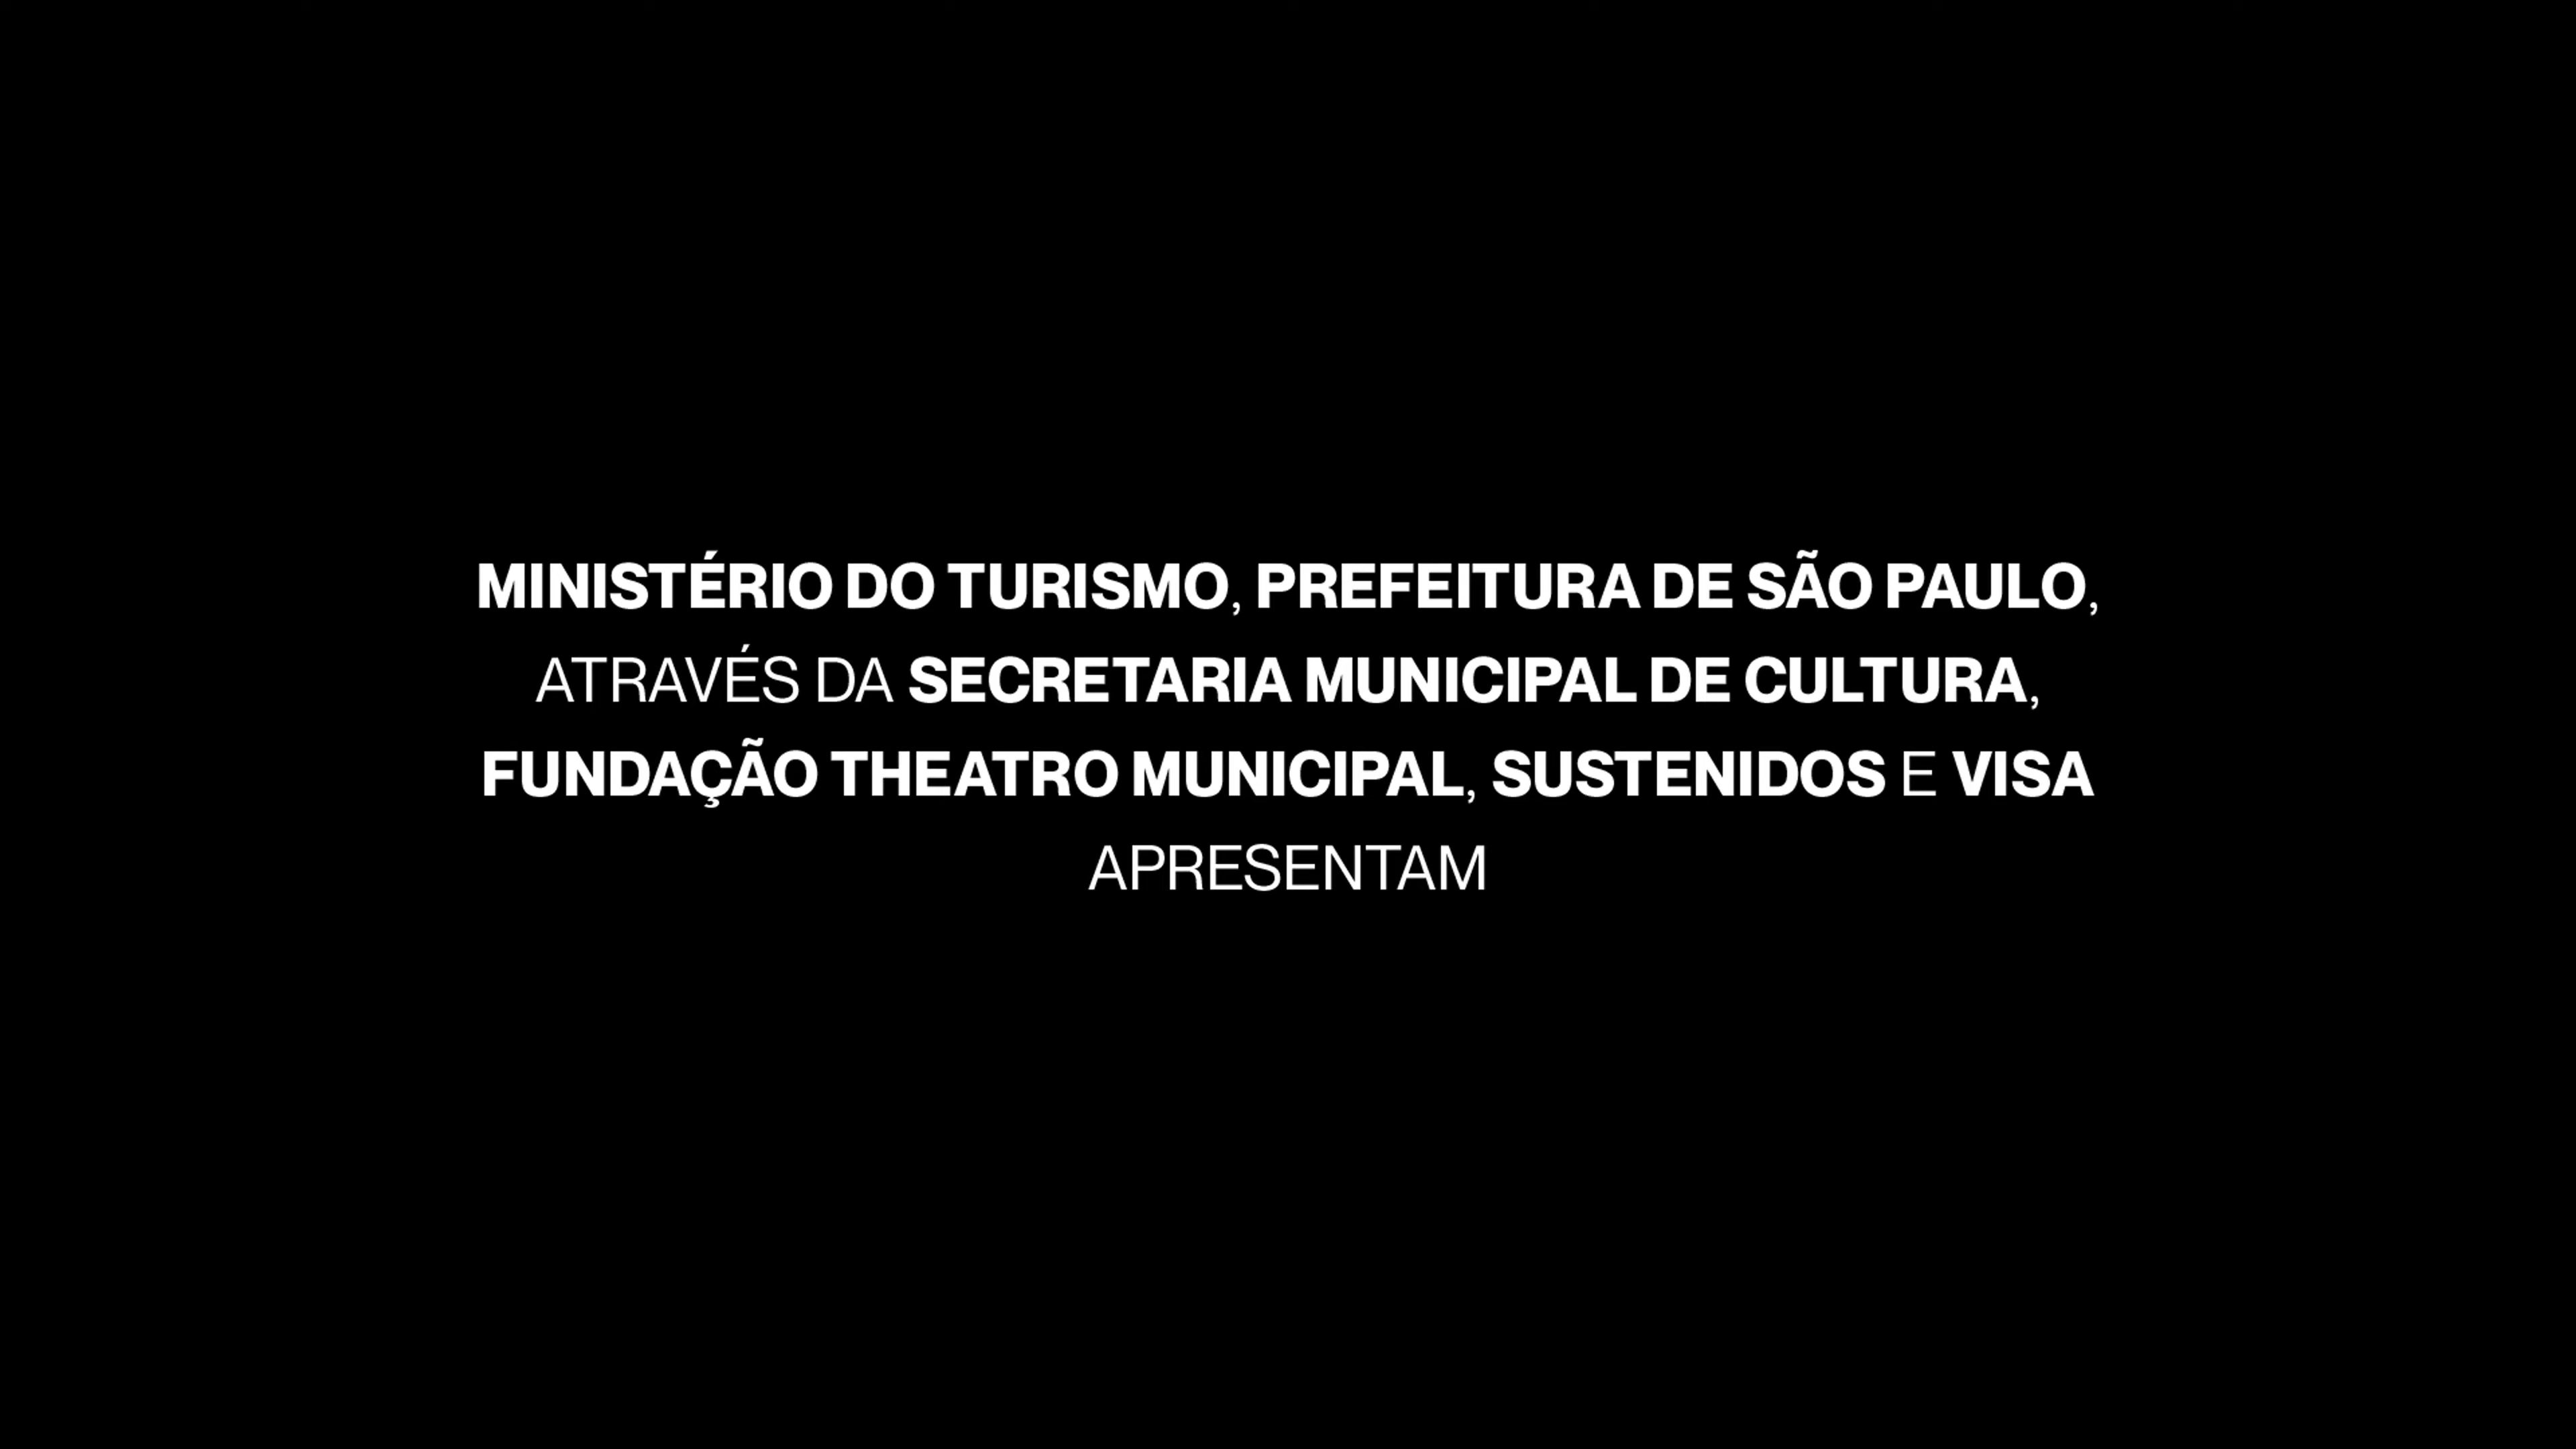 MINISTÉRIO DO TURISMO, PREFEITURA DE SÃO PAULO,
ATRAVÉS DA SECRETARIA MUNICIPAL DE CULTURA,
FUNDAÇÃO THEATRO MUNICIPAL, SUSTENIDOS E VISA
APRESENTAM